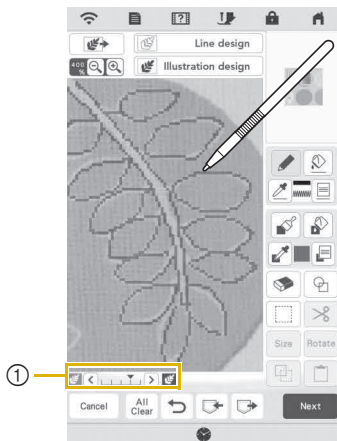 Line design
400 %
Illustration design
①
Size
Rotate
Cancel
All Clear
Next